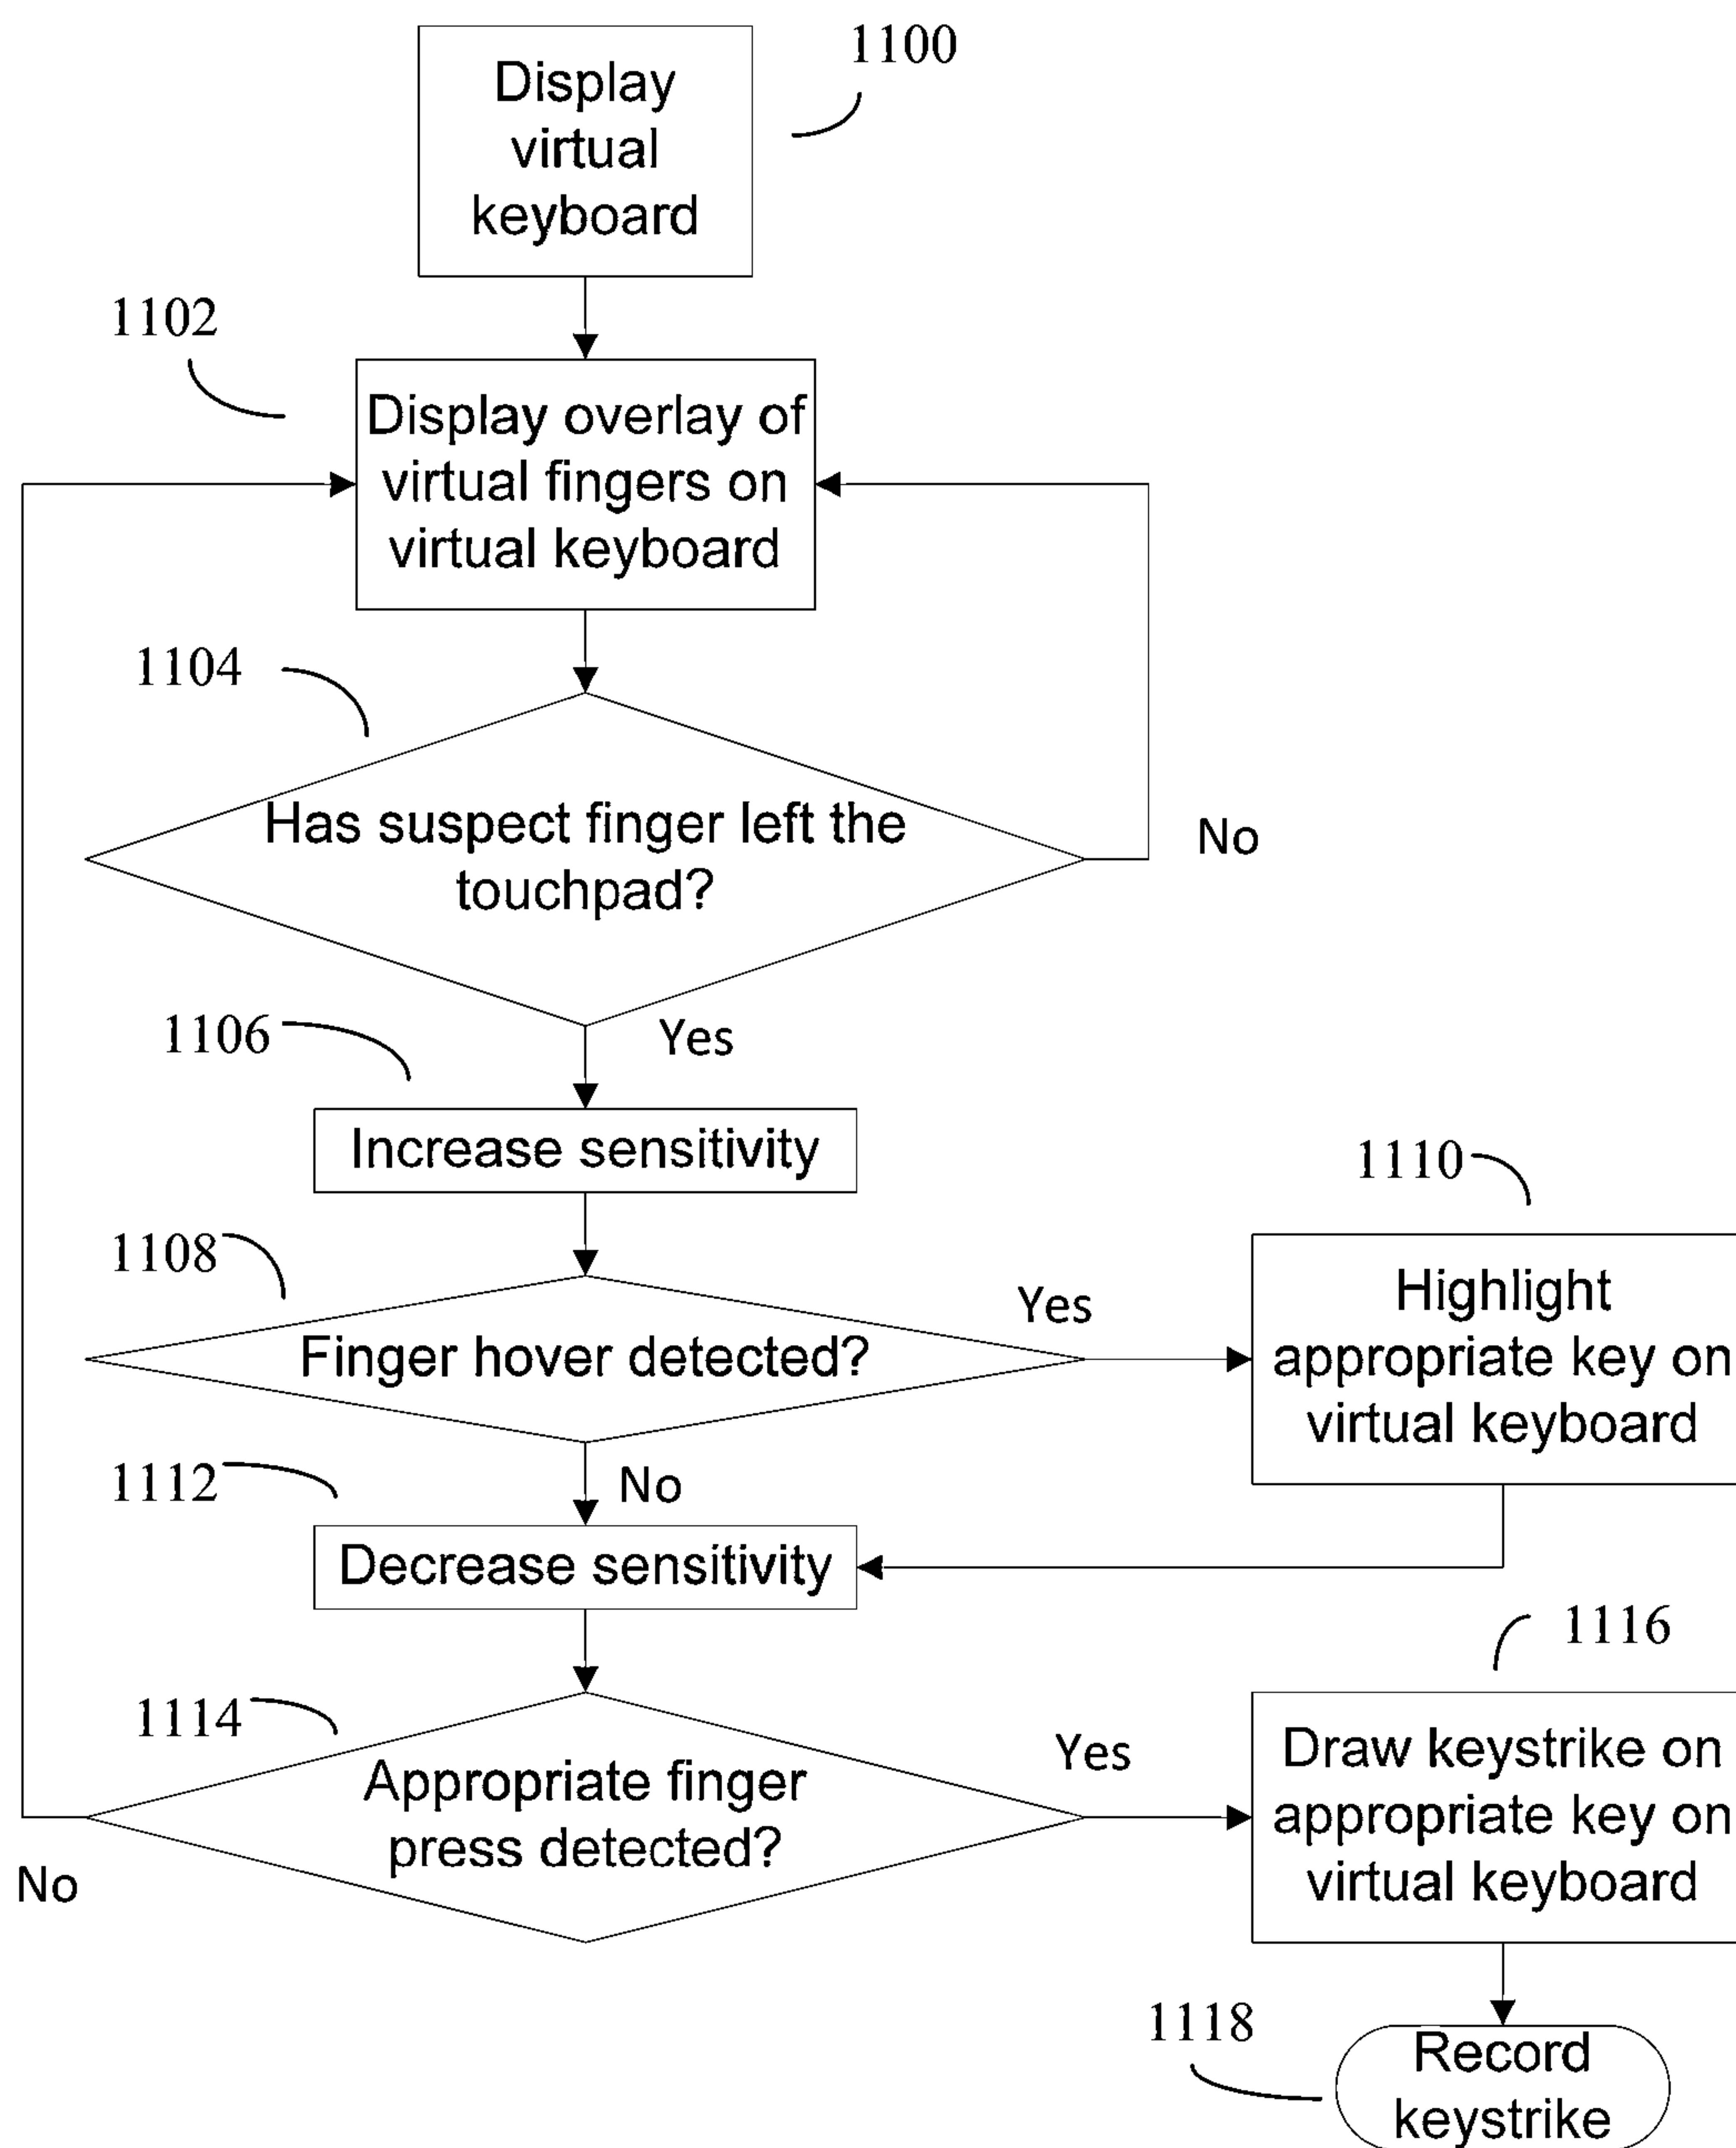 Display
virtual
keyboard
1100
1102
Display overlay of
virtual fingers on
virtual keyboard
1104
Has suspect finger left the
touchpad?
No
1106
Yes
Increase sensitivity
1108
Finger hover detected?
Yes
1110
Highlight
appropriate key on
virtual keyboard
1112
No
Decrease sensitivity
1114
Appropriate finger
press detected?
No
Yes
1116
Draw keystrike on
appropriate key on
virtual keyboard
1118
Record
keystrike